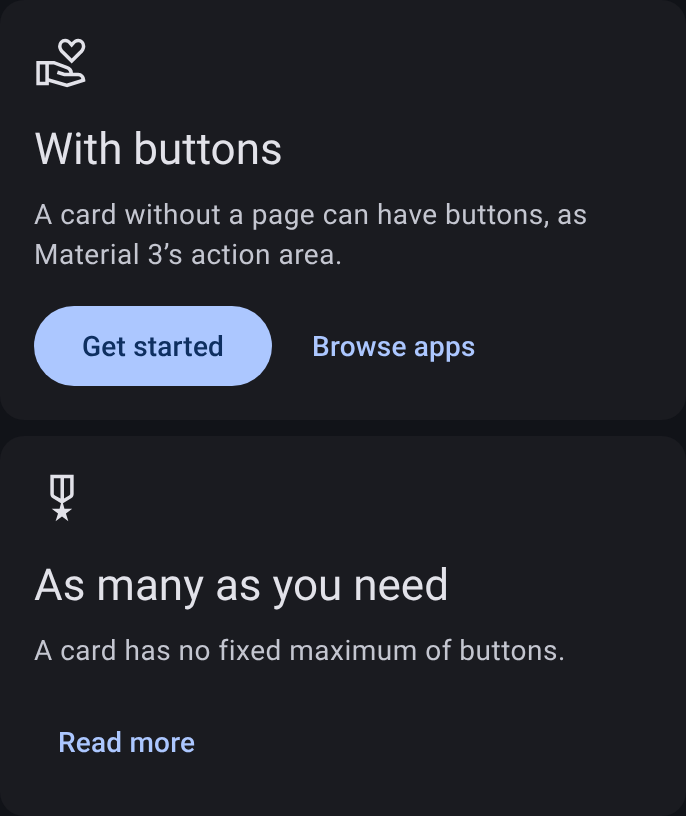 With buttons
A card without a page can have buttons, as
Material 3’s action area.
Get started
Browse apps
As many as you need
A card has no fixed maximum of buttons.
Read more